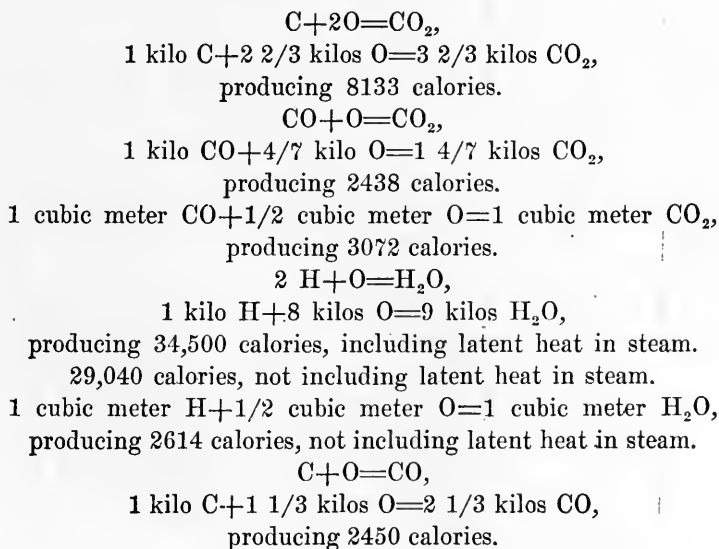 C+2O=CO₂,
1 kilo C+2 2/3 kilos O=3 2/3 kilos CO₂,
producing 8133 calories.
CO+O=CO₂,
1 kilo CO+4/7 kilo O=1 4/7 kilos CO₂,
producing 2438 calories.
1 cubic meter CO+1/2 cubic meter O=1 cubic meter CO₂,
producing 3072 calories.
2 H+O=H₂O,
1 kilo H+8 kilos O=9 kilos H₂O,
producing 34,500 calories, including latent heat in steam.
29,040 calories, not including latent heat in steam.
1 cubic meter H+1/2 cubic meter O=1 cubic meter H₂O,
producing 2614 calories, not including latent heat in steam.
C+O=CO,
1 kilo C+1 1/3 kilos O=2 1/3 kilos CO,
producing 2450 calories.